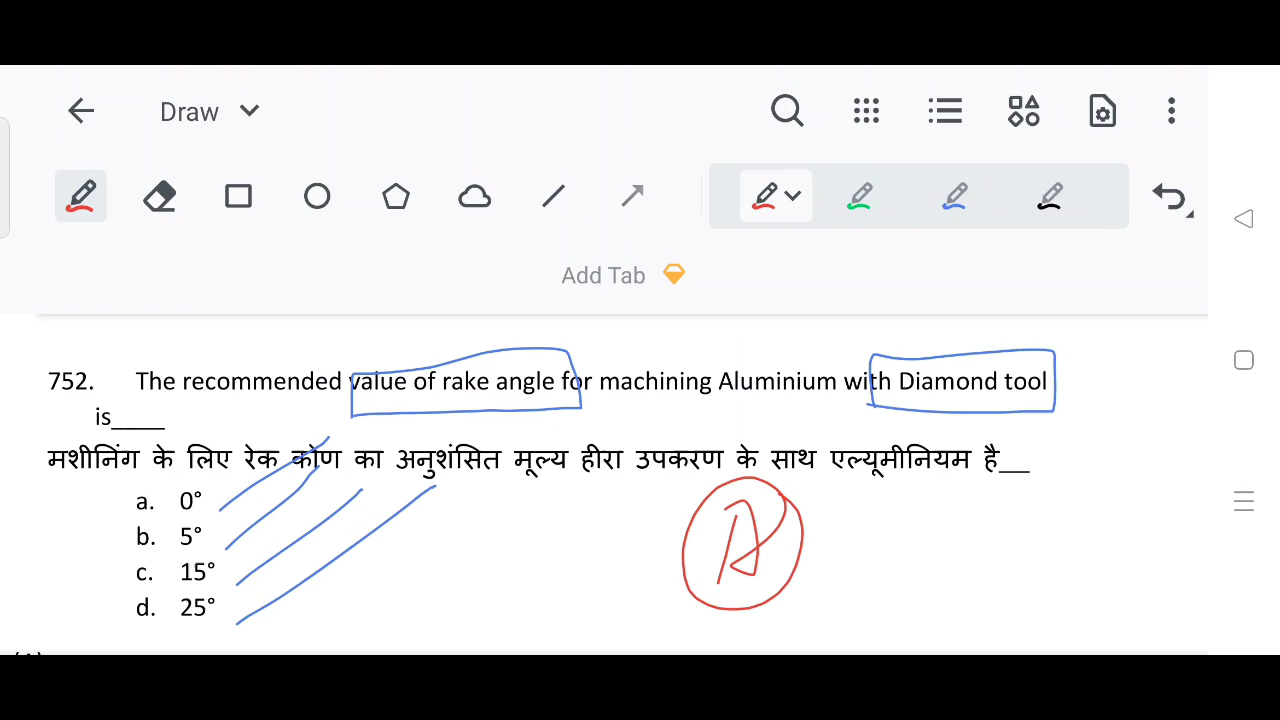 Draw
Add Tab
752. The recommended value of rake angle for machining Aluminium with Diamond tool
is____
मशीनिंग के लिए रेक कोण का अनुशंसित मूल्य हीरा उपकरण के साथ एल्यूमीनियम है__
a. 0°
b. 5°
c. 15°
d. 25°
A